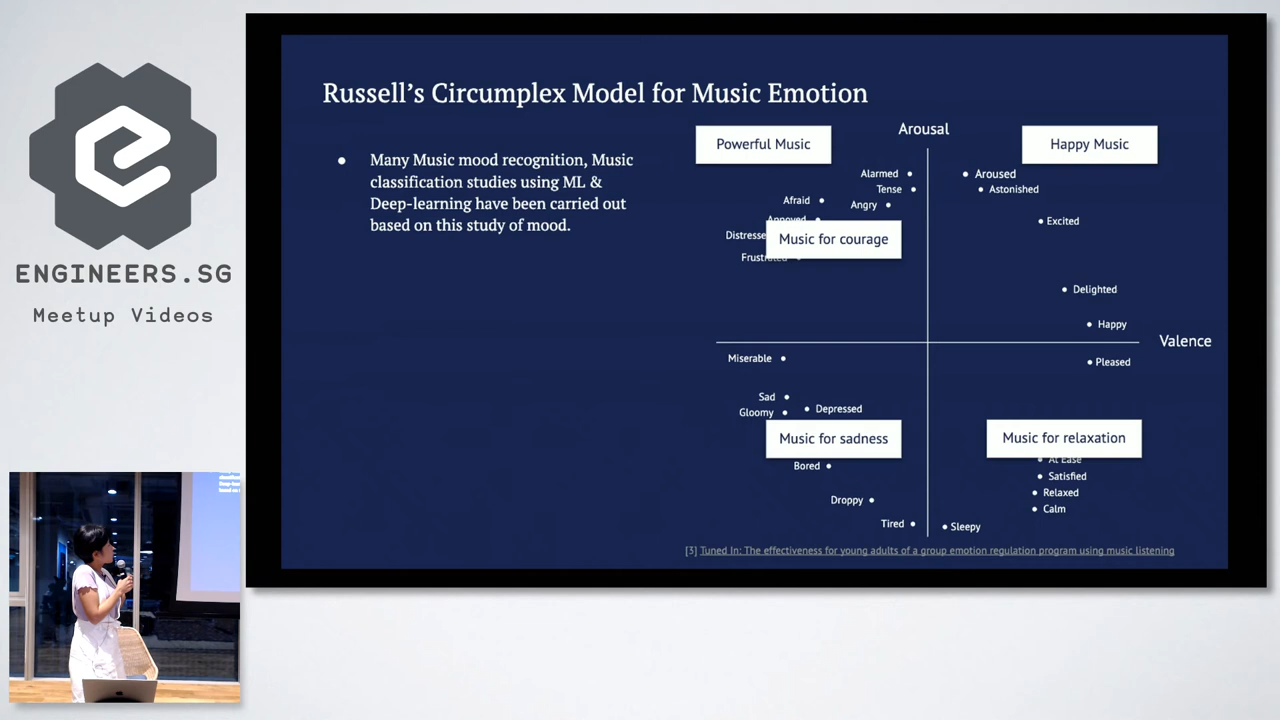 ENGINEERS.SG
Meetup Videos
Russell's Circumplex Model for Music Emotion
● Many Music mood recognition, Music
classification studies using ML &
Deep-learning have been carried out
based on this study of mood.
Powerful Music
Arousal
Happy Music
Alarmed
Aroused
Tense
Astonished
Afraid
Angry
Annoyed
Excited
Distresse
Music for courage
Frustrated
Delighted
Happy
Valence
Miserable
Pleased
Sad
Depressed
Gloomy
Music for sadness
Music for relaxation
At Ease
Bored
Satisfied
Relaxed
Droppy
Calm
Tired
Sleepy
[3] Tuned In: The effectiveness for young adults of a group emotion regulation program using music listening